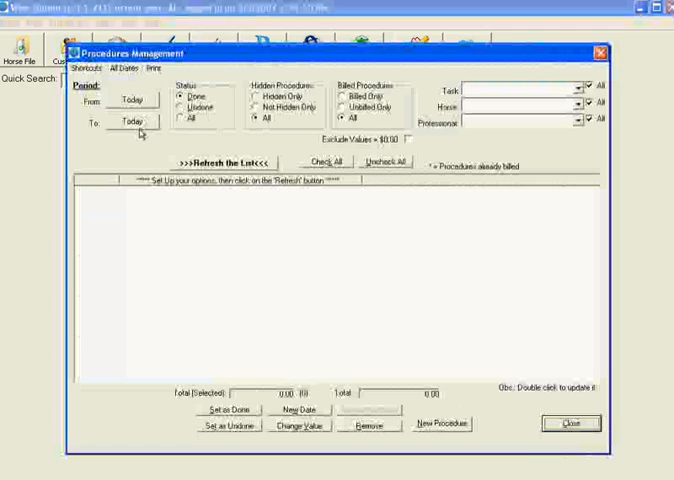 Horse File
Quick Search:
Procedures Management
Shortcuts All Dates Print
Period:
From: Today
To: Today
Status
Done
Undone
All
Hidden Procedures
Hidden Only
Not Hidden Only
All
Billed Procedures
Billed Only
Unbilled Only
All
Task: All
Horse: All
Professional: All
Exclude Values = $0.00
>>>Refresh the List<<<
Check All
Uncheck All
* = Procedures already billed
**** Set Up your options, then click on the 'Refresh' button ****
Total (Selected) 0.00 (0) Total 0.00
Obs.: Double click to update it
Set as Done
New Date
Set as Undone
Change Value
Remove
New Procedure
Close